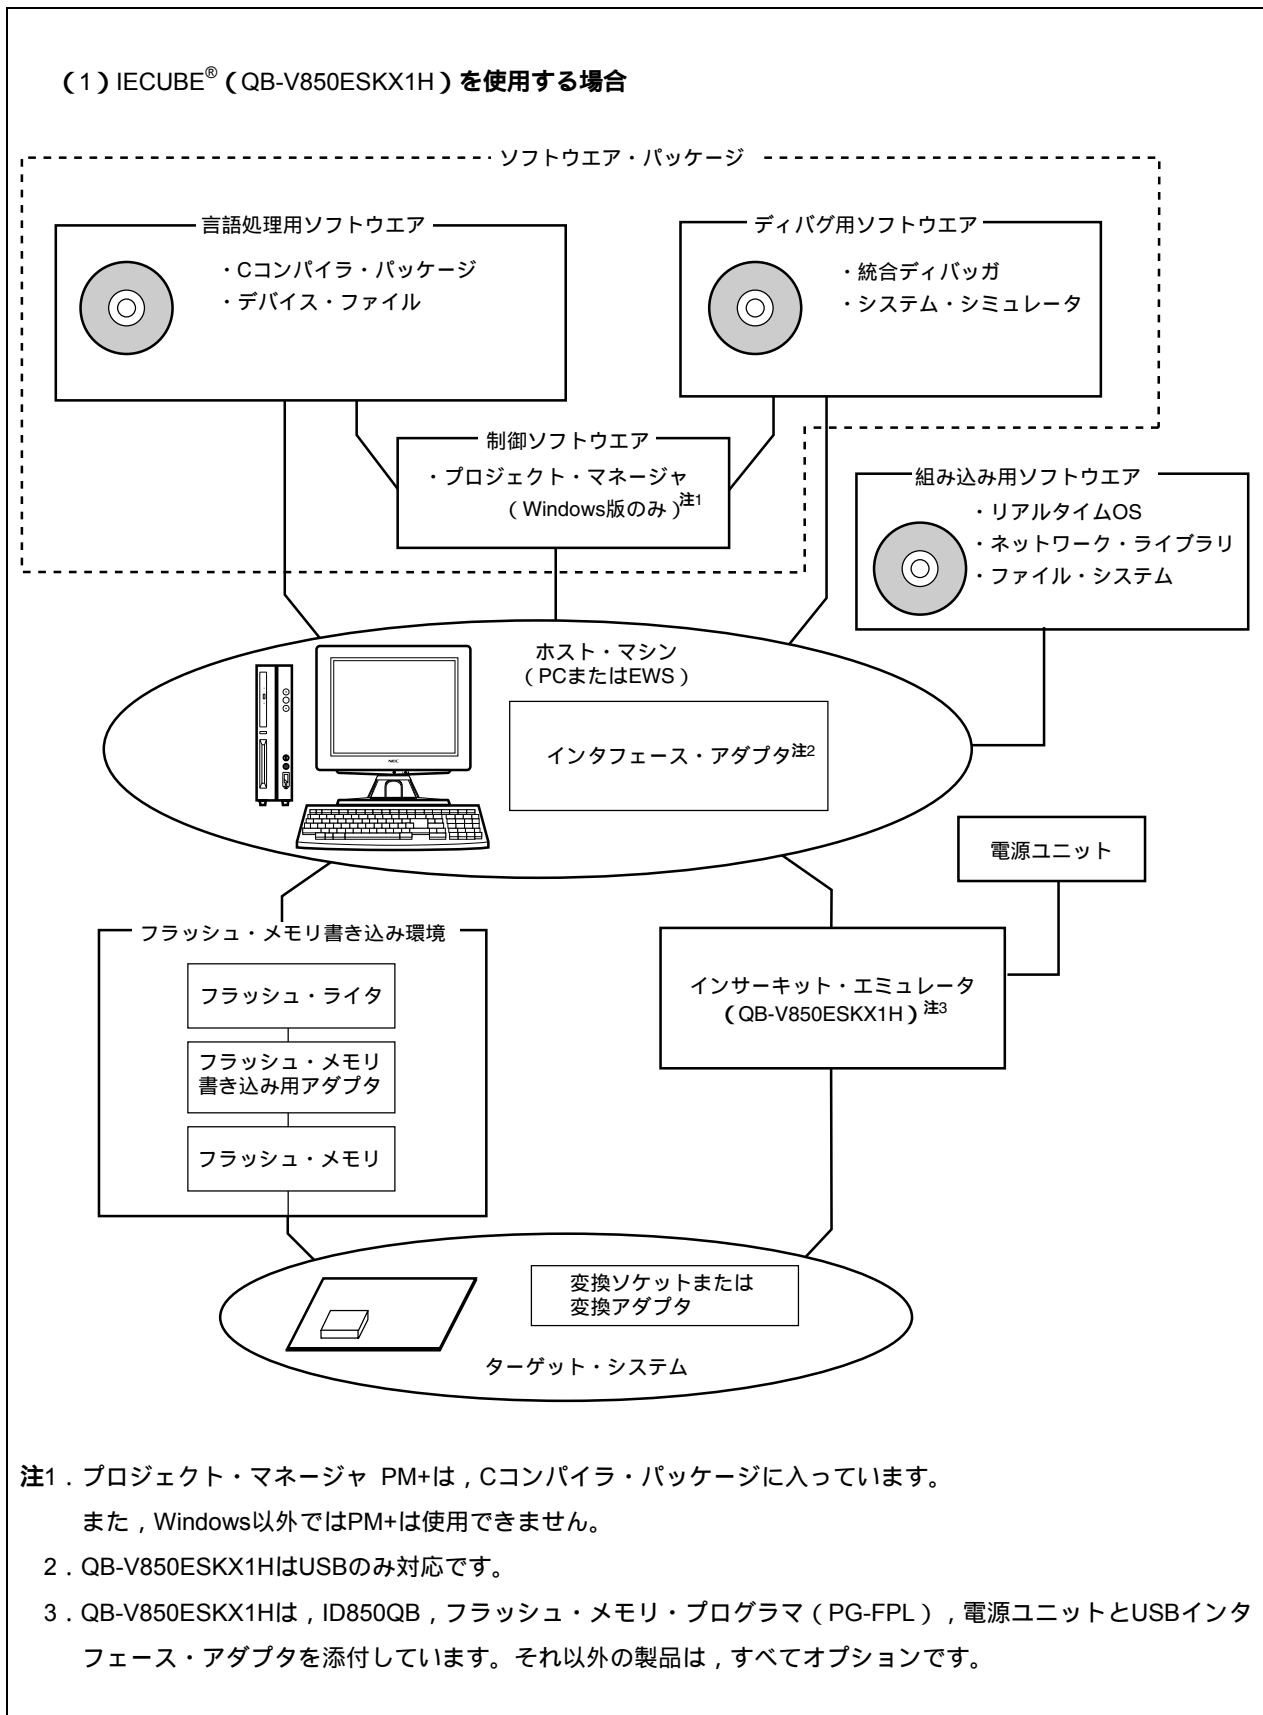 （1）IECUBE®（QB-V850ESKX1H）を使用する場合
ソフトウエア・パッケージ
言語処理用ソフトウエア
・Cコンパイラ・パッケージ
・デバイス・ファイル
ディバグ用ソフトウエア
・統合ディバッガ
・システム・シミュレータ
制御ソフトウエア
・プロジェクト・マネージャ
（Windows版のみ）注1
組み込み用ソフトウエア
・リアルタイムOS
・ネットワーク・ライブラリ
・ファイル・システム
ホスト・マシン
（PCまたはEWS）
インタフェース・アダプタ注2
NEC
電源ユニット
フラッシュ・メモリ書き込み環境
フラッシュ・ライタ
フラッシュ・メモリ
書き込み用アダプタ
フラッシュ・メモリ
インサーキット・エミュレータ
（QB-V850ESKX1H）注3
変換ソケットまたは
変換アダプタ
ターゲット・システム
注1．プロジェクト・マネージャ PM+は，Cコンパイラ・パッケージに入っています。
また，Windows以外ではPM+は使用できません。
2．QB-V850ESKX1HはUSBのみ対応です。
3．QB-V850ESKX1Hは，ID850QB，フラッシュ・メモリ・プログラマ（PG-FPL），電源ユニットとUSBインタ
フェース・アダプタを添付しています。それ以外の製品は，すべてオプションです。